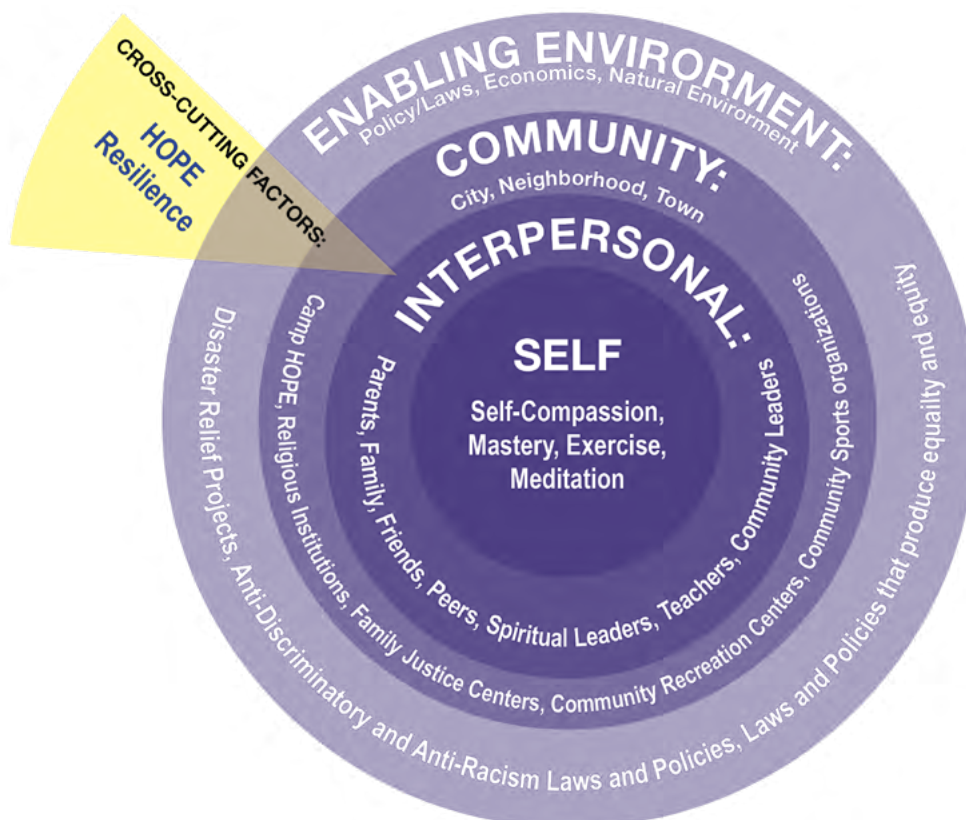 CROSS-CUTTING FACTORS:
HOPE
Resilience
ENABLING ENVIRORMENT:
Policy/Laws, Economics, Natural Environment
COMMUNITY:
City, Neighborhood, Town
INTERPERSONAL:
SELF
Self-Compassion,
Mastery, Exercise,
Meditation
Parents, Family, Friends, Peers, Spiritual Leaders, Teachers, Community Leaders
Camp HOPE, Religious Institutions, Family Justice Centers, Community Recreation Centers, Community Sports organizations
Disaster Relief Projects, Anti-Discriminatory and Anti-Racism Laws and Policies, Laws and Policies that produce equailty and equity